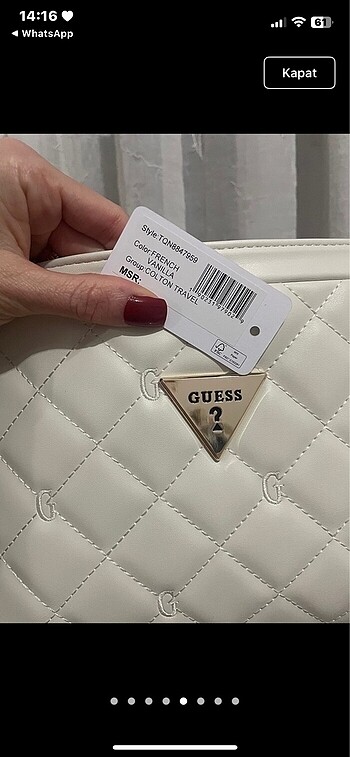 14:16
61
◄ WhatsApp
Kapat
Style:TQN8847959
Color:FRENCH
VANILLA
Group:COLTON TRAVEL
MSR:
GUESS
?
G
G
G
G